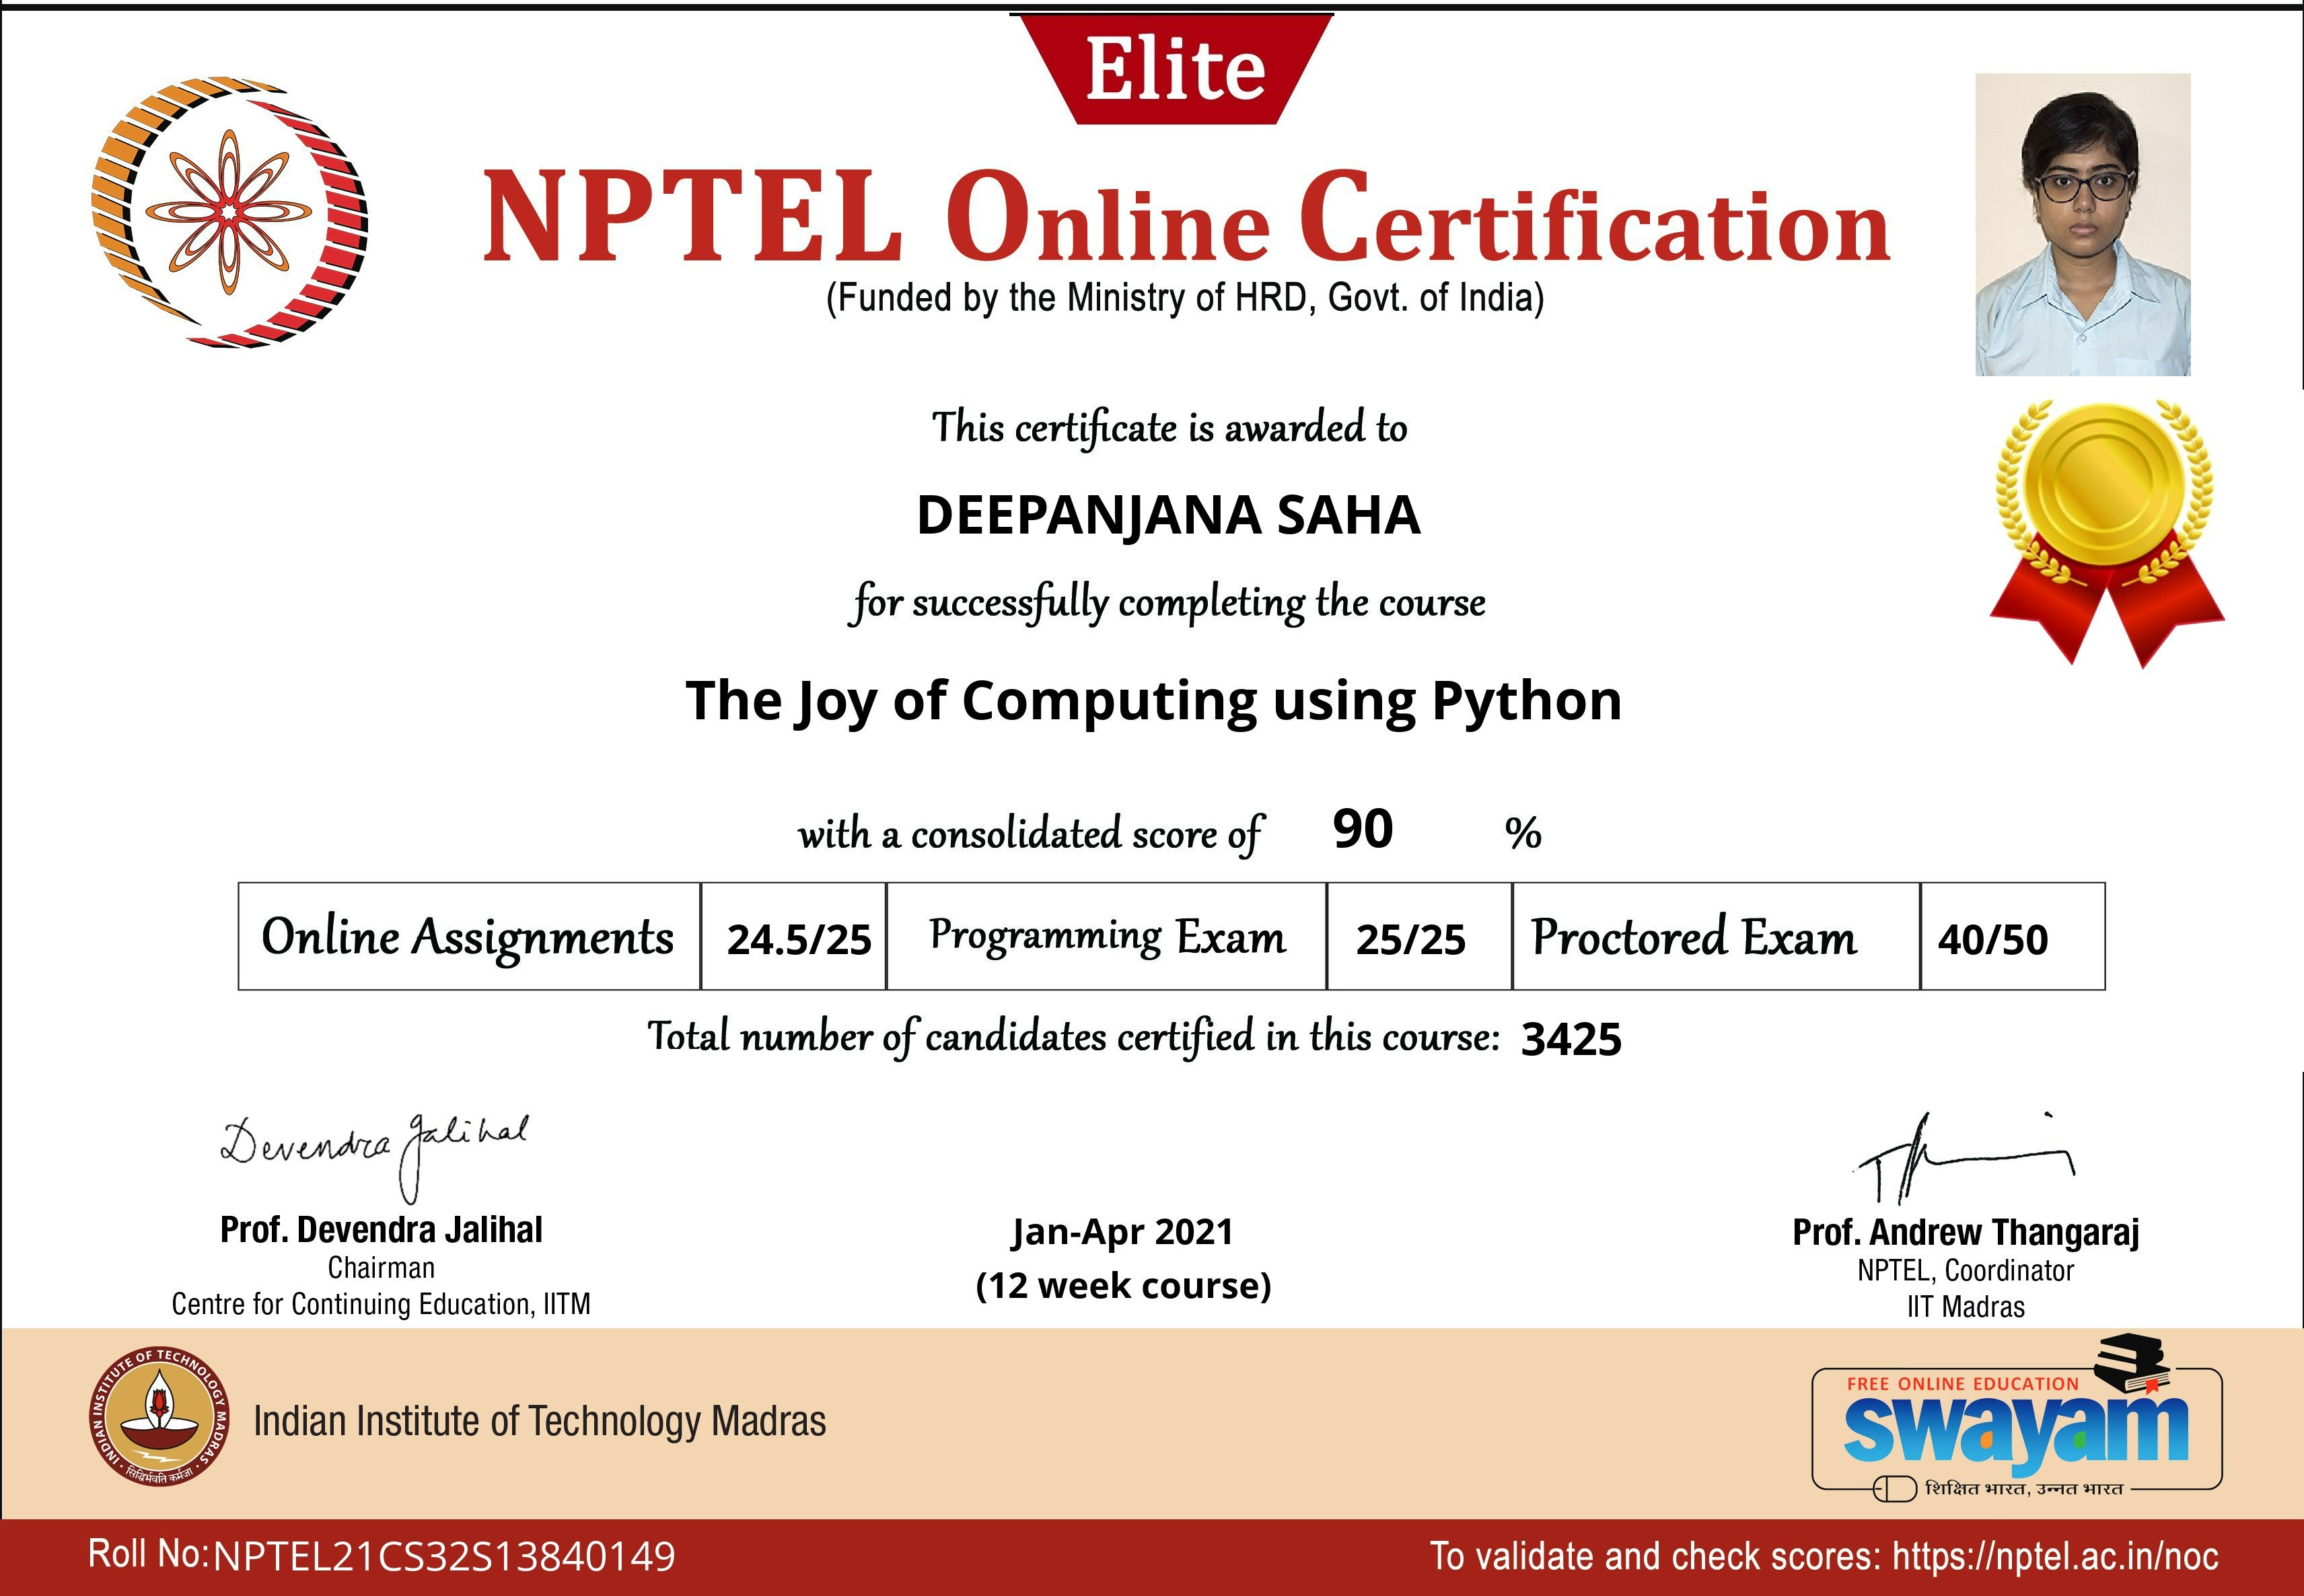 Elite
NPTEL Online Certification
(Funded by the Ministry of HRD, Govt. of India)
This certificate is awarded to
DEEPANJANA SAHA
for successfully completing the course
The Joy of Computing using Python
with a consolidated score of 90 %
Online Assignments 24.5/25 Programming Exam 25/25 Proctored Exam 40/50
Total number of candidates certified in this course: 3425
Devendra Jalihal
Prof. Devendra Jalihal
Chairman
Centre for Continuing Education, IITM
Jan-Apr 2021
(12 week course)
Prof. Andrew Thangaraj
NPTEL, Coordinator
IIT Madras
INDIAN INSTITUTE OF TECHNOLOGY MADRAS
सिद्धिर्भवति कर्मजा
Indian Institute of Technology Madras
FREE ONLINE EDUCATION
swayam
शिक्षित भारत, उन्नत भारत
Roll No: NPTEL21CS32S13840149
To validate and check scores: https://nptel.ac.in/noc